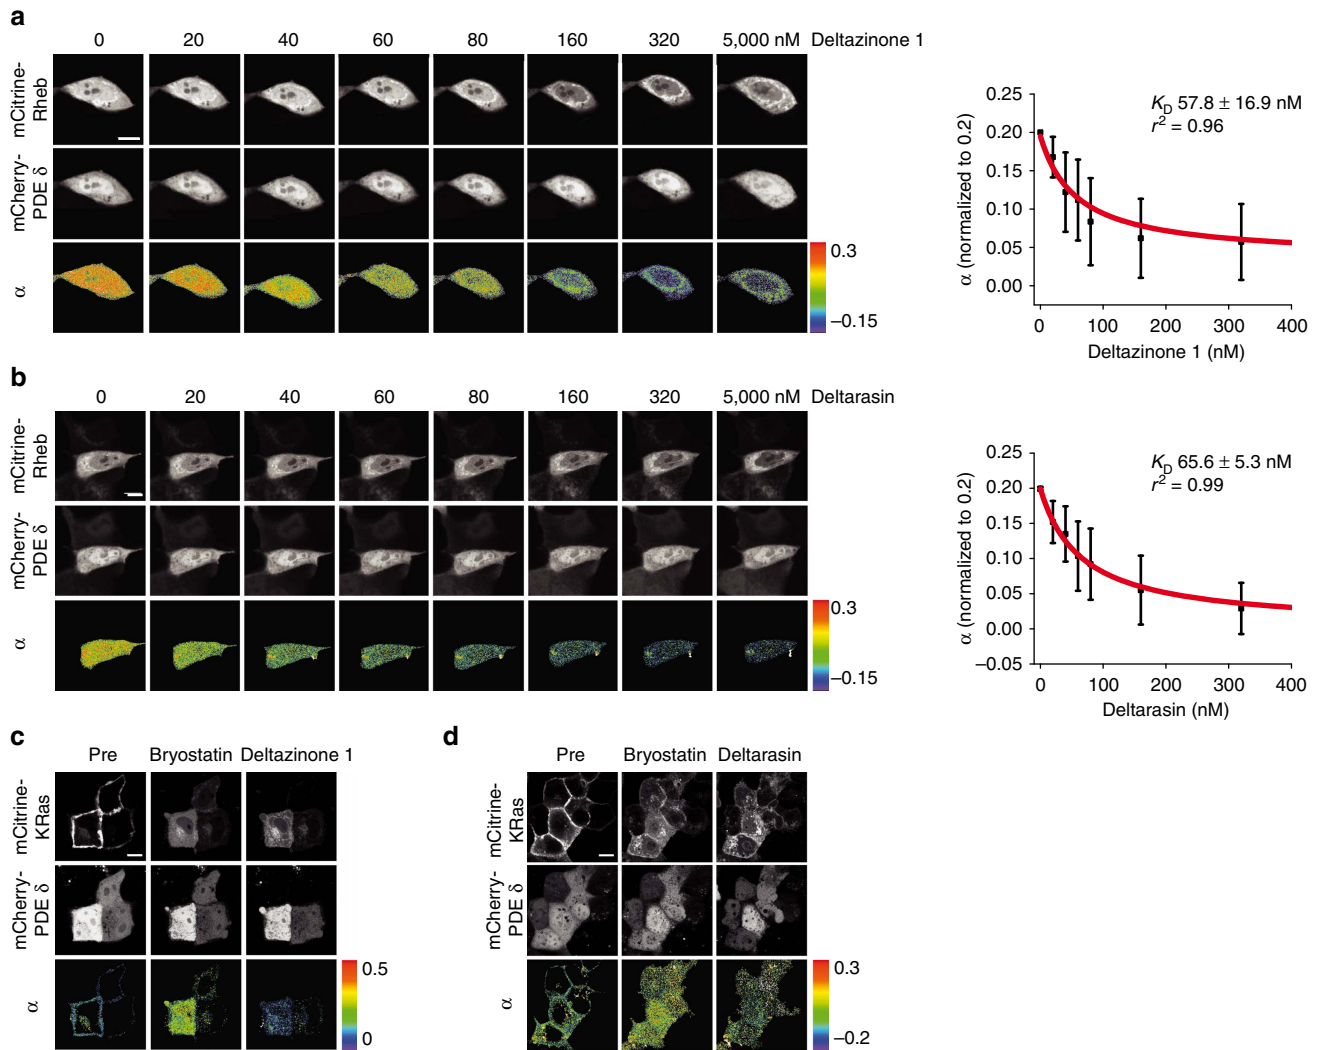 a
0 20 40 60 80 160 320 5,000 nM Deltazinone 1
mCitrine-
Rheb
mCherry-
PDE δ
α
0.3
–0.15
α (normalized to 0.2)
0.25
0.20
0.15
0.10
0.05
0.00
K_D 57.8 ± 16.9 nM
r² = 0.96
0 100 200 300 400
Deltazinone 1 (nM)
b
0 20 40 60 80 160 320 5,000 nM Deltarasin
mCitrine-
Rheb
mCherry-
PDE δ
α
0.3
–0.15
α (normalized to 0.2)
0.25
0.20
0.15
0.10
0.05
0.00
–0.05
K_D 65.6 ± 5.3 nM
r² = 0.99
0 100 200 300 400
Deltarasin (nM)
c
Pre Bryostatin Deltazinone 1
mCitrine-
KRas
mCherry-
PDE δ
α
0.5
0
d
Pre Bryostatin Deltarasin
mCitrine-
KRas
mCherry-
PDE δ
α
0.3
–0.2